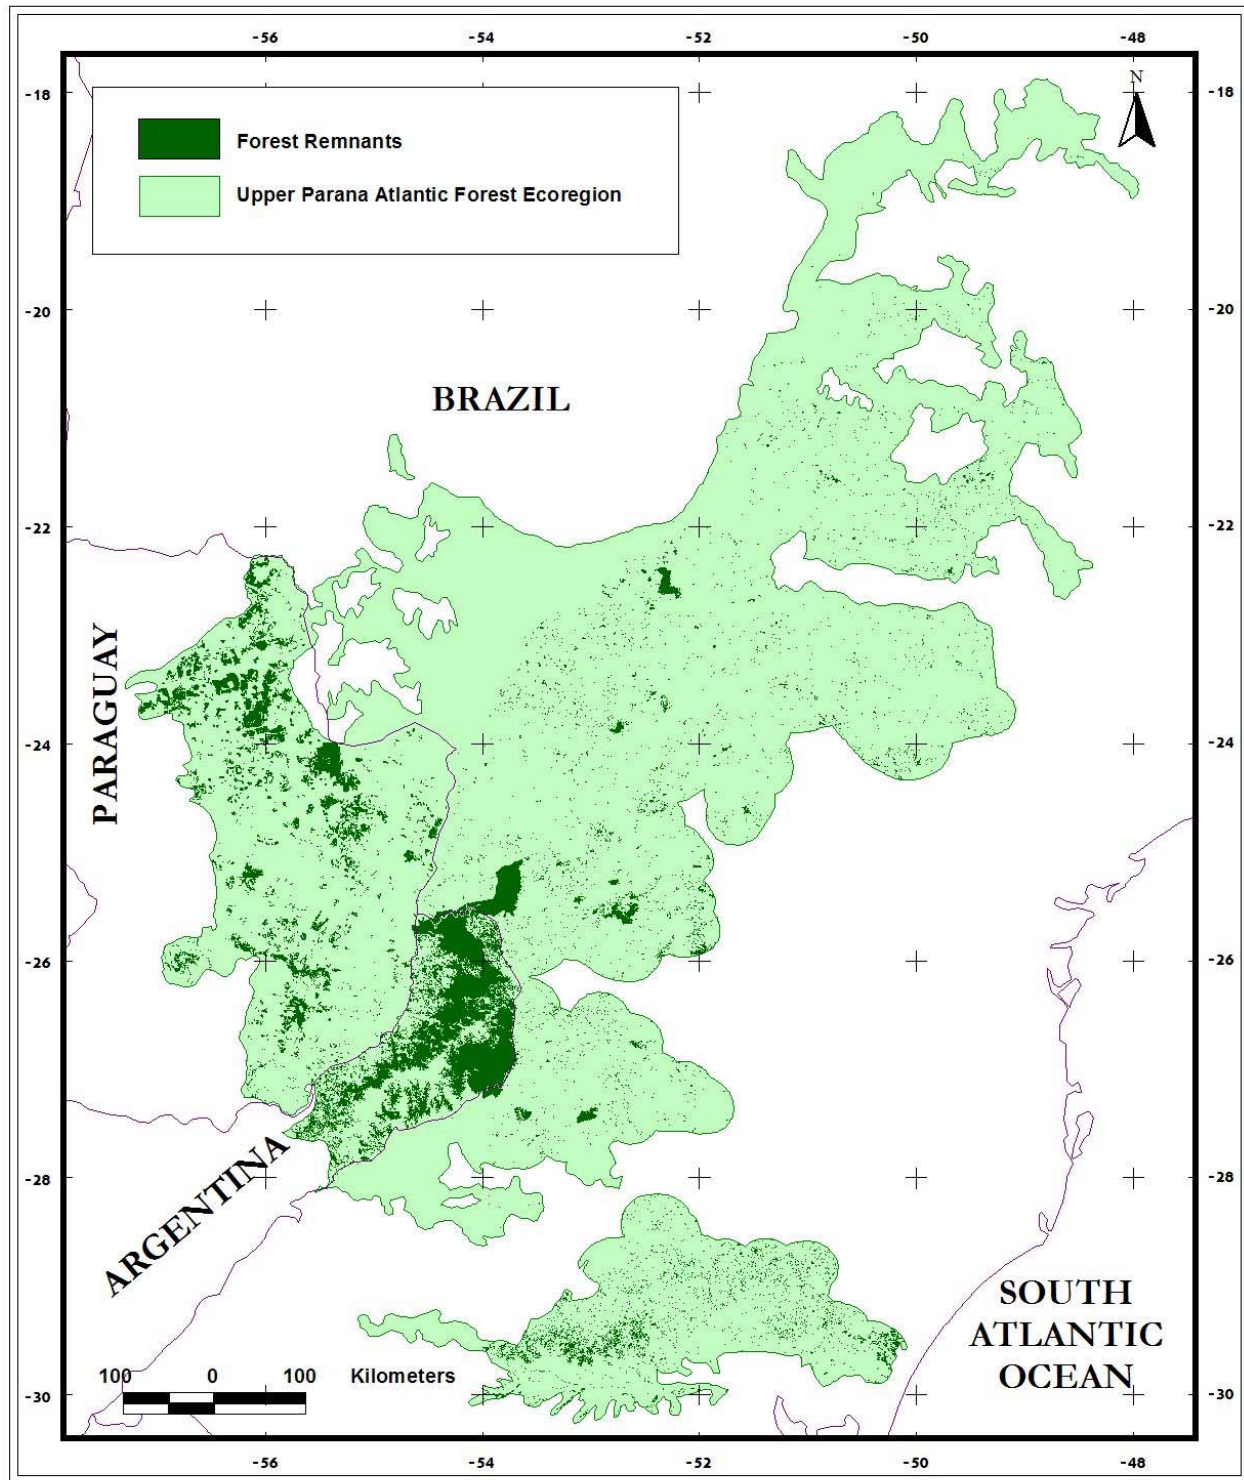 -56 -54 -52 -50 -48
N
-18 -18
Forest Remnants
Upper Parana Atlantic Forest Ecoregion
-20 -20
BRAZIL
-22 -22
PARAGUAY
-24 -24
-26 -26
-28 -28
ARGENTINA
SOUTH
ATLANTIC
OCEAN
100 0 100 Kilometers
-30 -30
-56 -54 -52 -50 -48